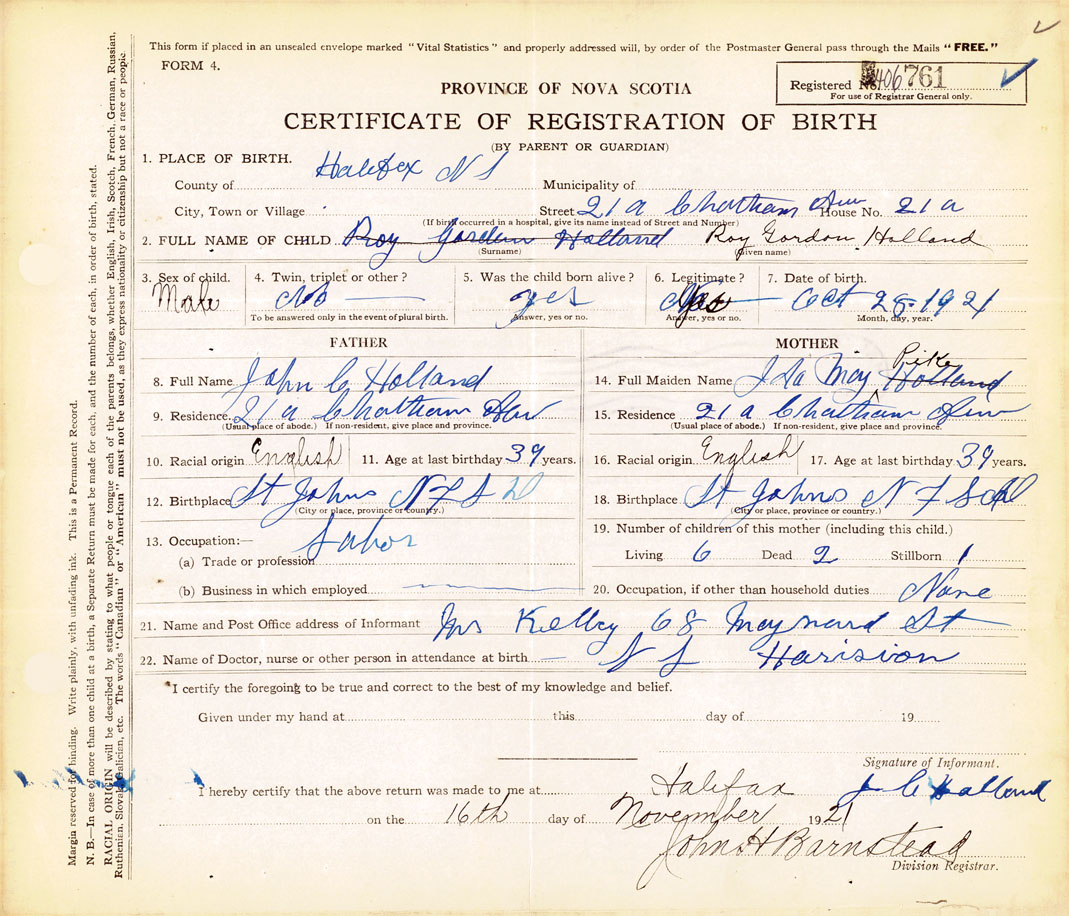 This form if placed in an unsealed envelope marked "Vital Statistics" and properly addressed will, by order of the Postmaster General pass through the Mails "FREE."
FORM 4.
Registered No. 406 761
For use of Registrar General only.
PROVINCE OF NOVA SCOTIA
CERTIFICATE OF REGISTRATION OF BIRTH
(BY PARENT OR GUARDIAN)
1. PLACE OF BIRTH. Halifax N S
County of Municipality of
City, Town or Village Street 21 a Chatham Ave House No. 21 a
(If birth occurred in a hospital, give its name instead of Street and Number)
2. FULL NAME OF CHILD Roy Gordon Holland Roy Gordon Holland
(Surname) (given name)
3. Sex of child. 4. Twin, triplet or other? 5. Was the child born alive? 6. Legitimate? 7. Date of birth.
Male No yes Yes Oct 28-1921
To be answered only in the event of plural birth. Answer, yes or no. Answer, yes or no. Month, day, year.
FATHER
8. Full Name John C Holland
9. Residence 21 a Chatham Ave
(Usual place of abode.) If non-resident, give place and province.
10. Racial origin English 11. Age at last birthday 39 years.
12. Birthplace St Johns N F L D
(City or place, province or country.)
13. Occupation:— Labor
(a) Trade or profession
(b) Business in which employed
MOTHER
14. Full Maiden Name Ida May Pike Holland
15. Residence 21 a Chatham Ave
(Usual place of abode.) If non-resident, give place and province.
16. Racial origin English 17. Age at last birthday 39 years.
18. Birthplace St Johns N F L D
(City or place, province or country.)
19. Number of children of this mother (including this child.)
Living 6 Dead 2 Stillborn 1
20. Occupation, if other than household duties None
21. Name and Post Office address of Informant Mrs Kelley 68 Maynard St
22. Name of Doctor, nurse or other person in attendance at birth Harision
I certify the foregoing to be true and correct to the best of my knowledge and belief.
Given under my hand at this day of 19
Signature of Informant.
J C Holland
I hereby certify that the above return was made to me at Halifax
on the 16th day of November 1921
John H Barnstead
Division Registrar.
Margin reserved for binding. Write plainly, with unfading ink. This is a Permanent Record.
N. B.—In case of more than one child at a birth, a Separate Return must be made for each, and the number of each, in order of birth, stated.
RACIAL ORIGIN will be described by stating to what people or tongue each of the parents belongs, whether English, Irish, Scotch, French, German, Russian,
Ruthenian, Slovak, Galician, etc. The words "Canadian" or "American" must not be used, as they express nationality or citizenship but not a race or people